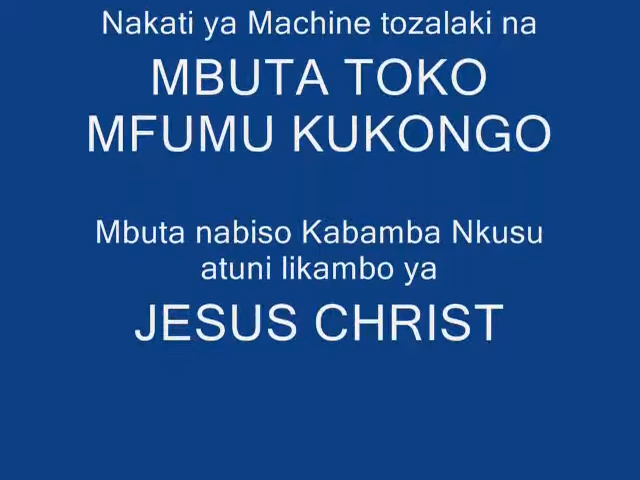 Nakati ya Machine tozalaki na
MBUTA TOKO
MFUMU KUKONGO
Mbuta nabiso Kabamba Nkusu
atuni likambo ya
JESUS CHRIST